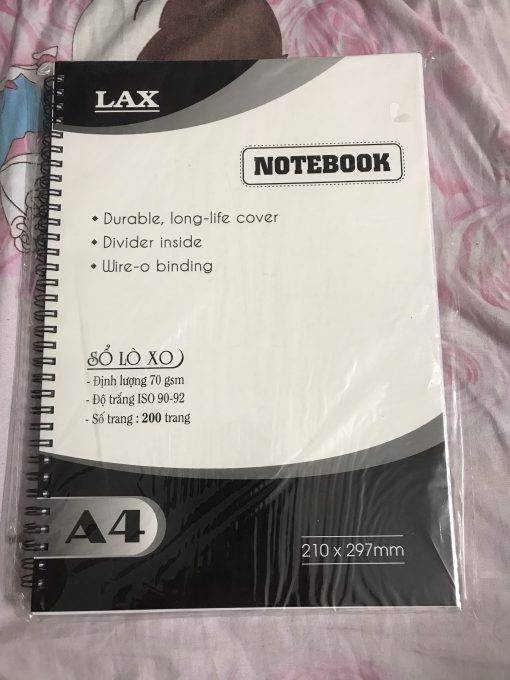 LAX
NOTEBOOK
• Durable, long-life cover
• Divider inside
• Wire-o binding
SỔ LÒ XO
- Định lượng 70 gsm
- Độ trắng ISO 90-92
- Số trang : 200 trang
A4
210 x 297mm